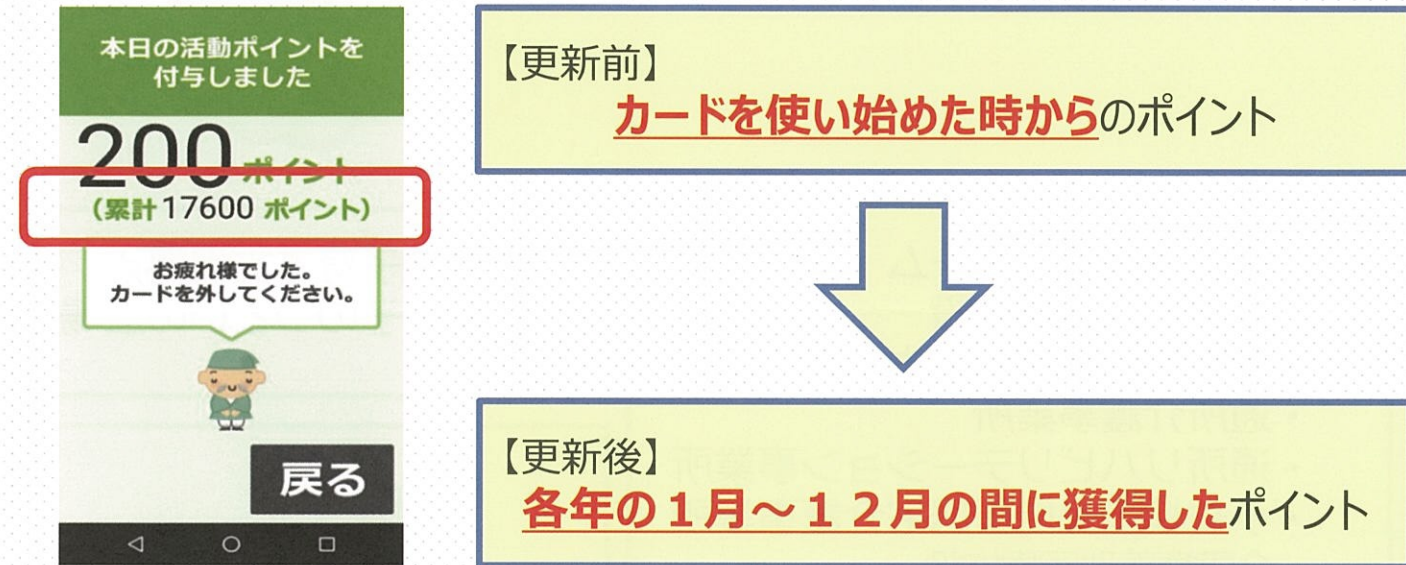 本日の活動ポイントを
付与しました
200ポイント
(累計17600 ポイント)
お疲れ様でした。
カードを外してください。
戻る
【更新前】
カードを使い始めた時からのポイント
【更新後】
各年の1月～12月の間に獲得したポイント